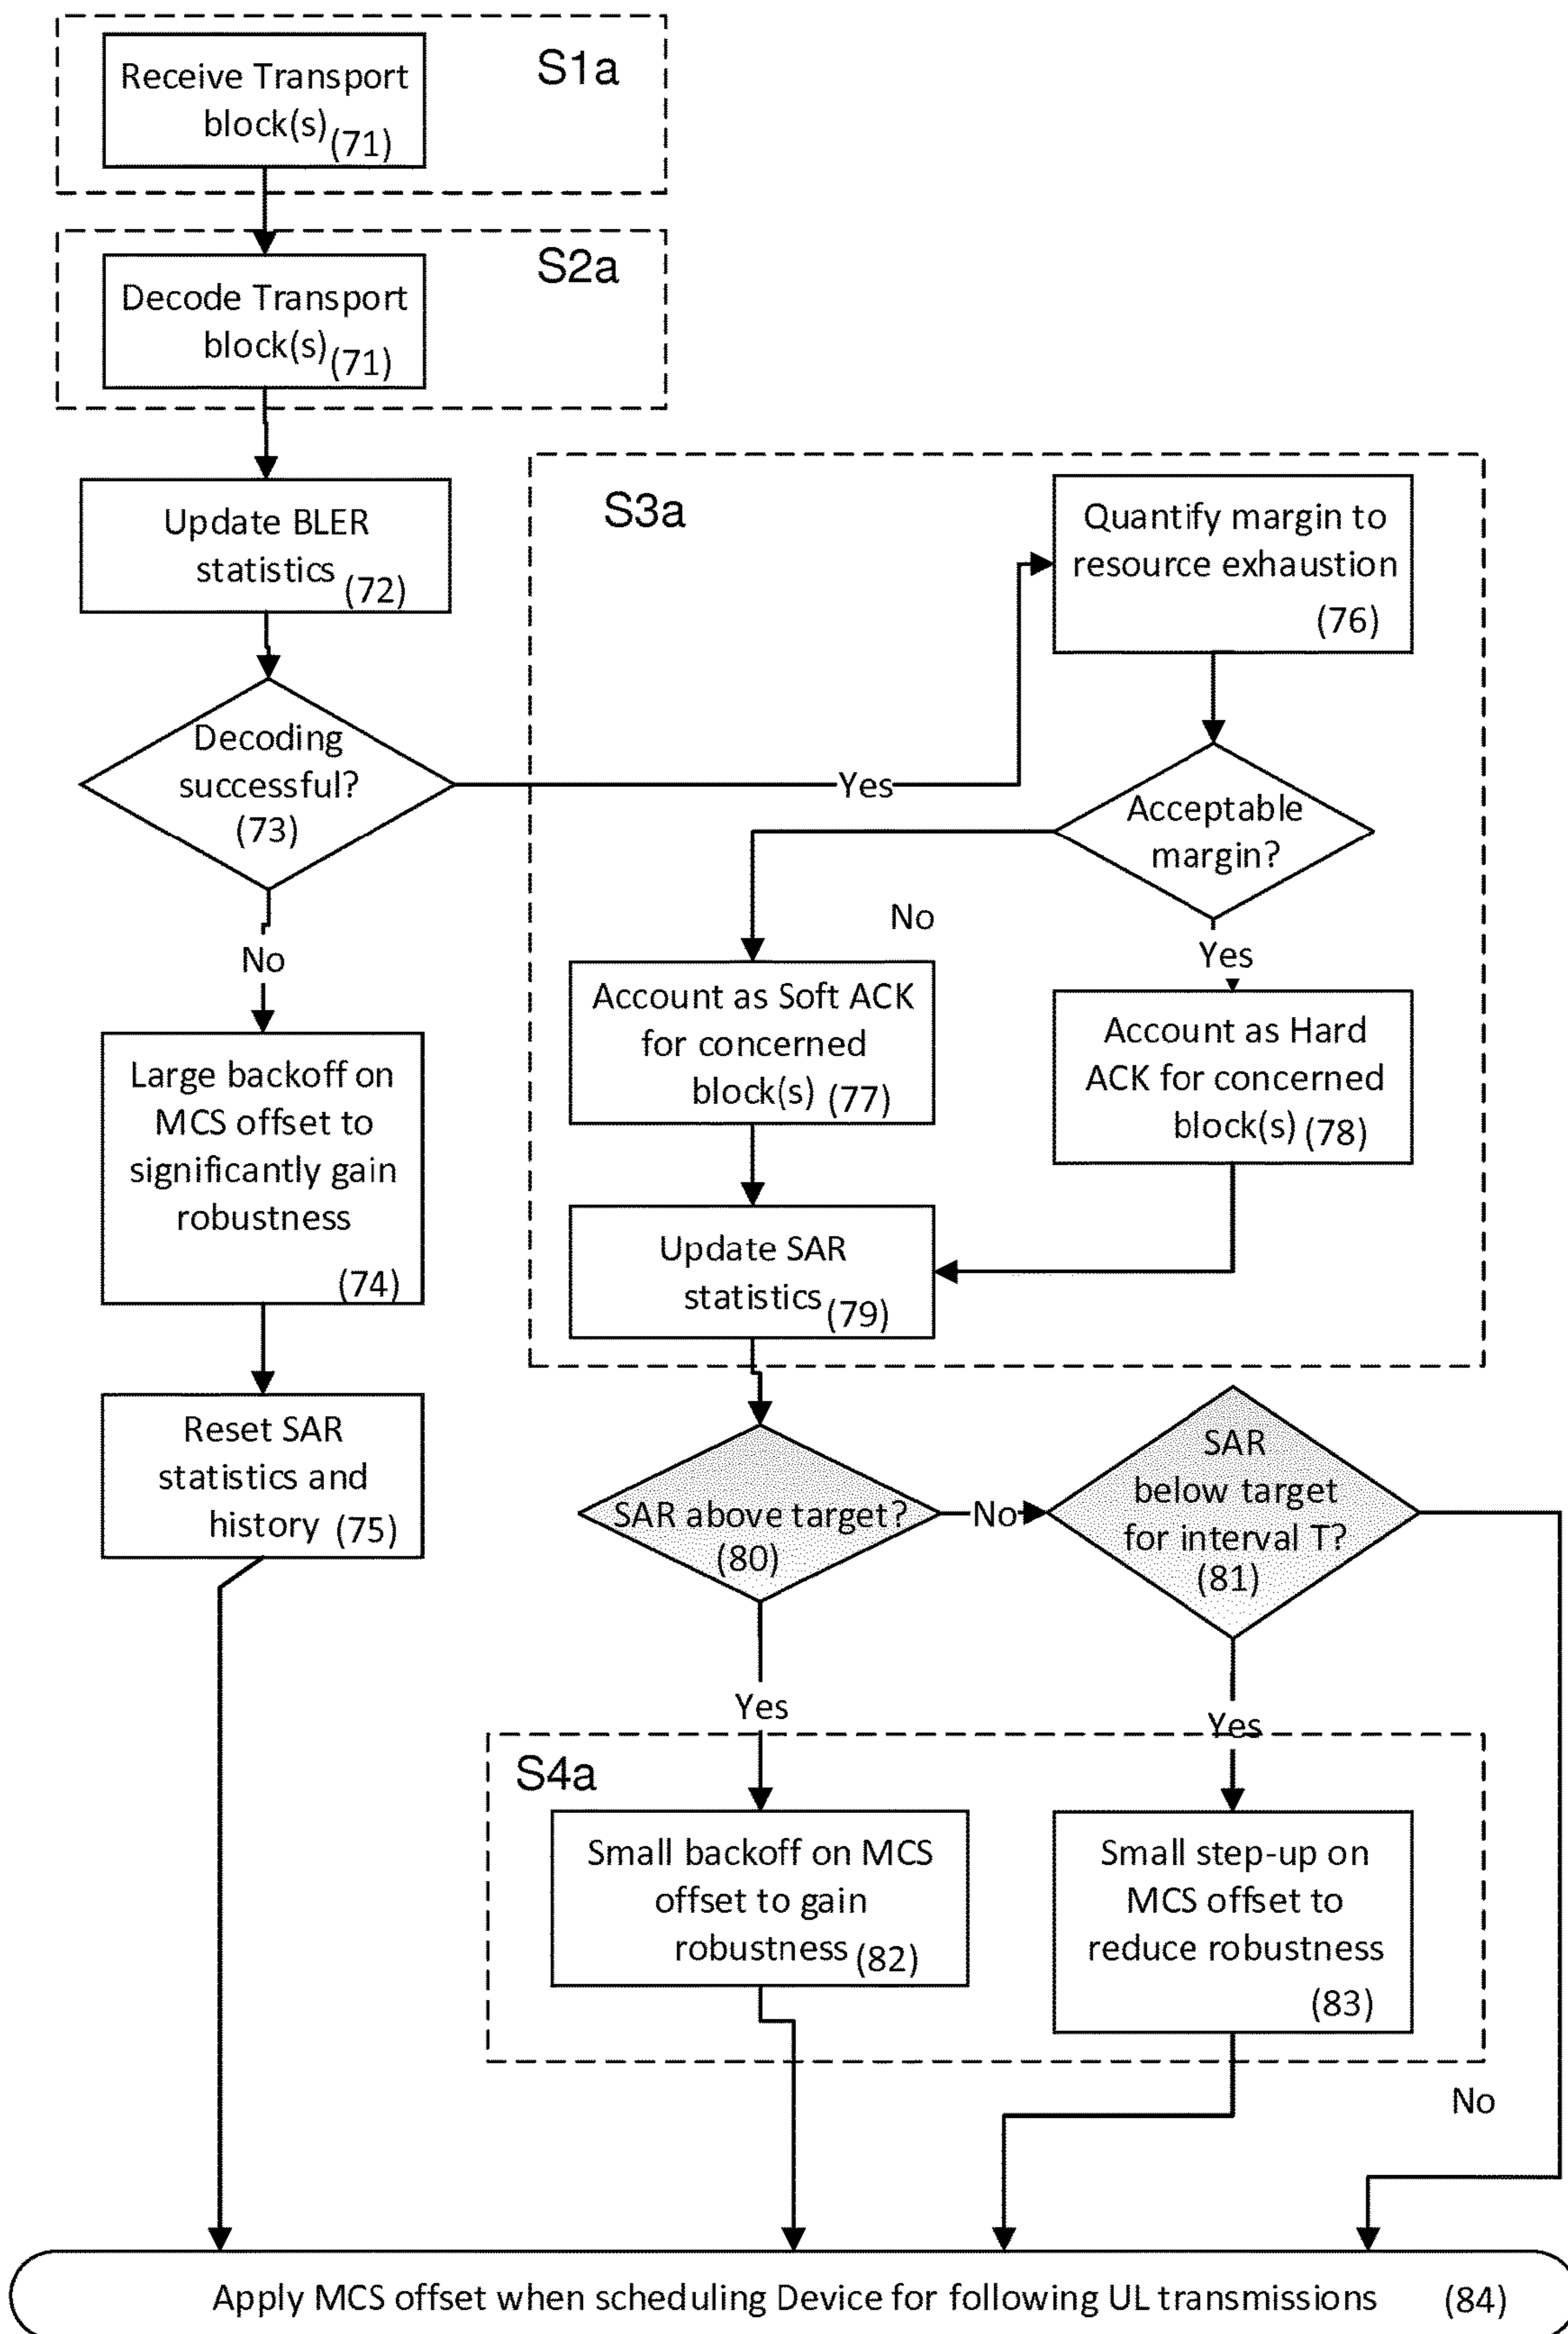 Receive Transport
block(s) (71)
S1a
Decode Transport
block(s) (71)
S2a
Update BLER
statistics (72)
Decoding
successful?
(73)
Yes
No
Large backoff on
MCS offset to
significantly gain
robustness
(74)
Reset SAR
statistics and
history (75)
S3a
Quantify margin to
resource exhaustion
(76)
Acceptable
margin?
No
Yes
Account as Soft ACK
for concerned
block(s) (77)
Account as Hard
ACK for concerned
block(s) (78)
Update SAR
statistics (79)
SAR above target?
(80)
No
SAR
below target
for interval T?
(81)
Yes
Yes
S4a
Small backoff on MCS
offset to gain
robustness (82)
Small step-up on
MCS offset to
reduce robustness
(83)
No
Apply MCS offset when scheduling Device for following UL transmissions (84)